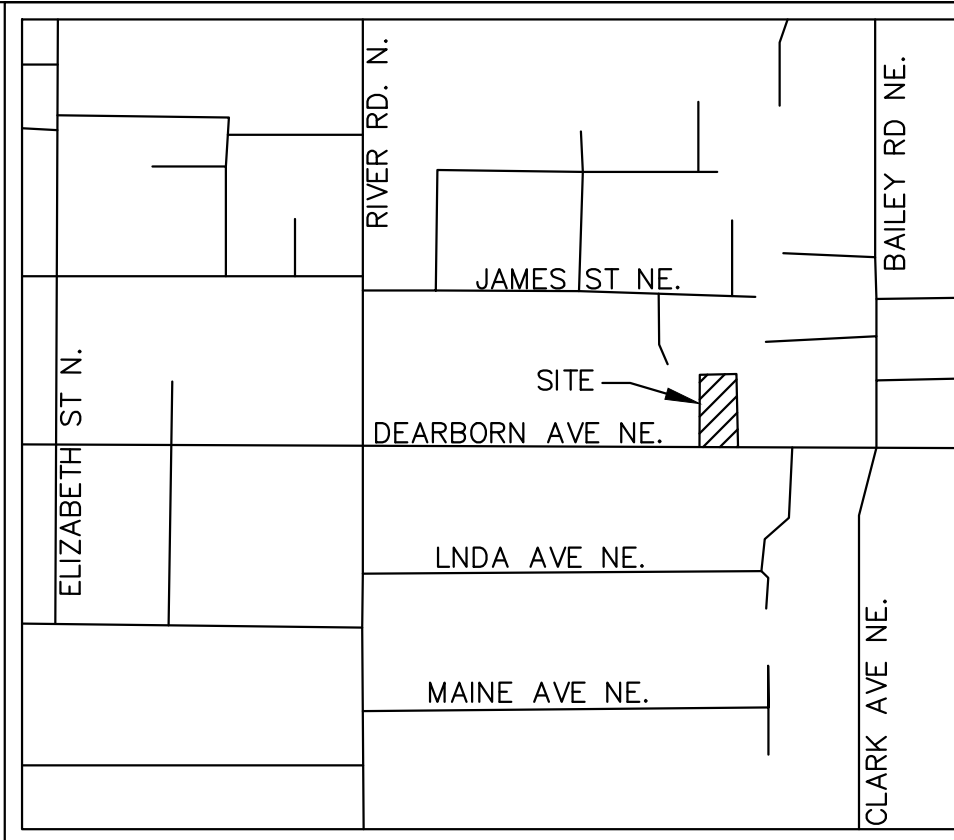 RIVER RD. N.
BAILEY RD NE.
JAMES ST NE.
ELIZABETH ST N.
SITE
DEARBORN AVE NE.
LNDA AVE NE.
CLARK AVE NE.
MAINE AVE NE.